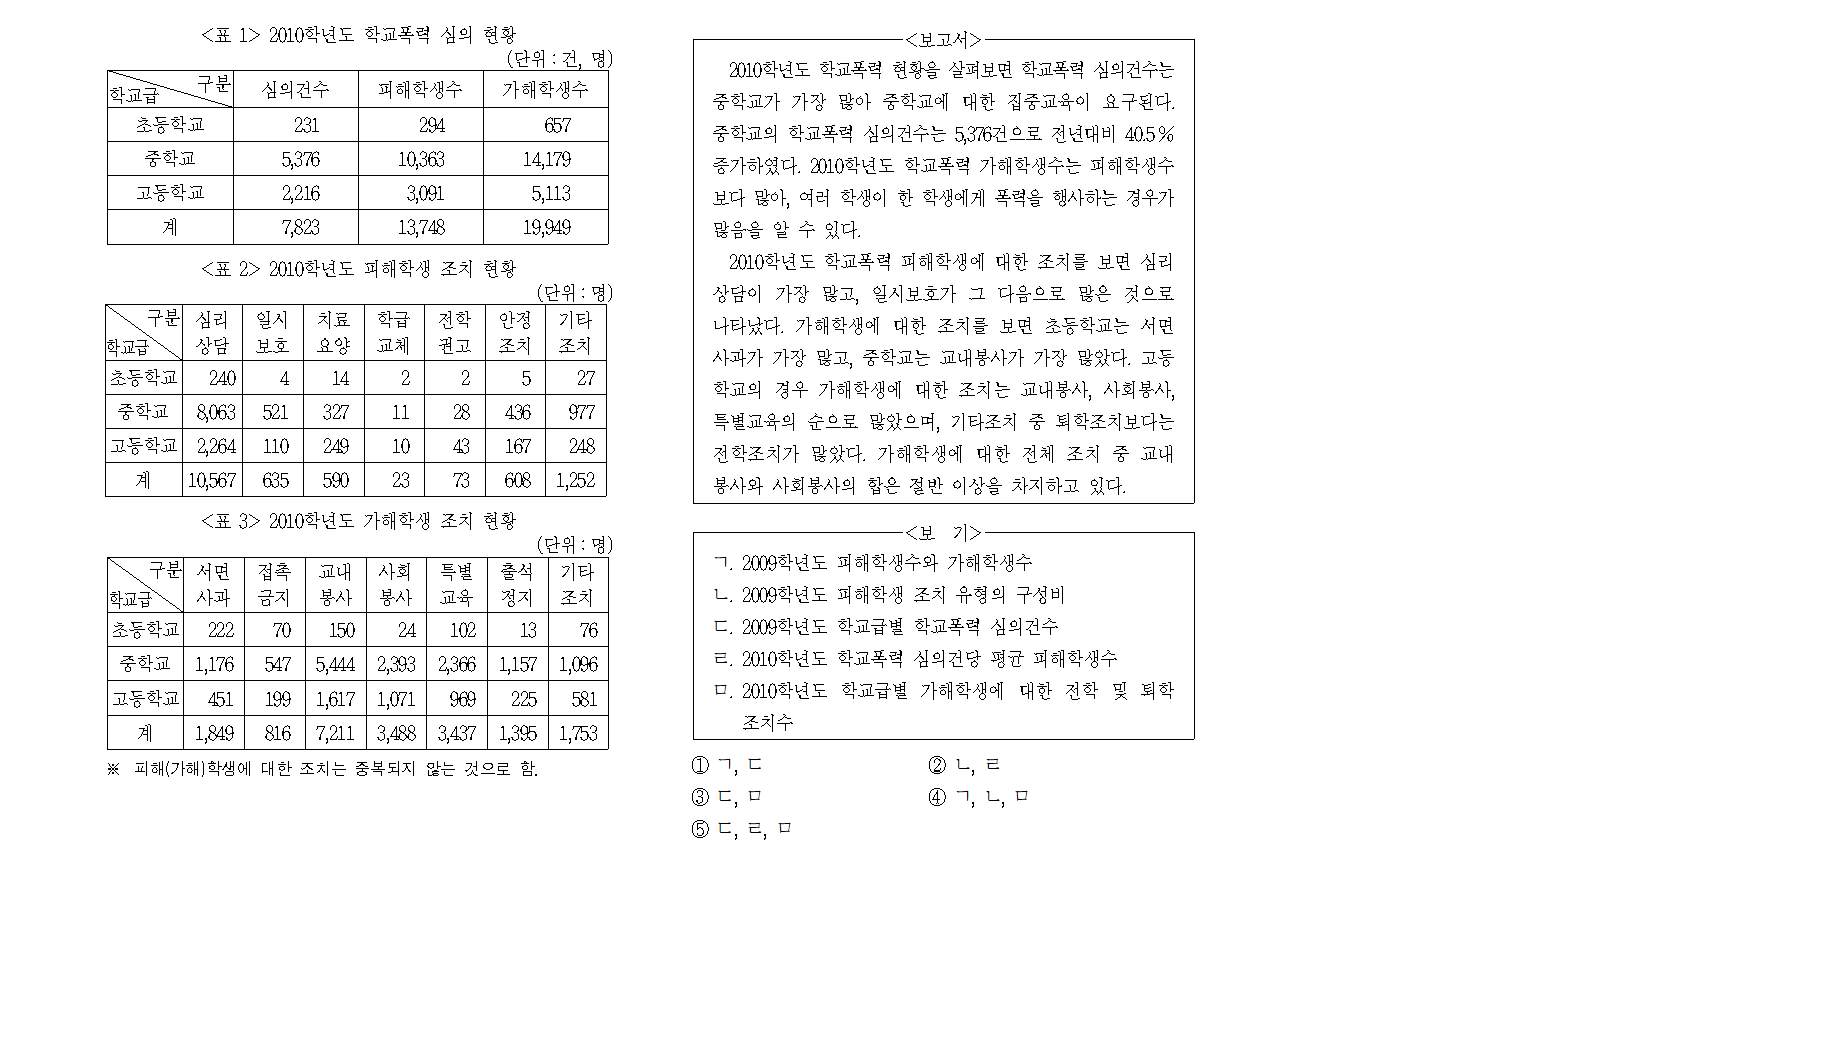 <표 1> 2010학년도 학교폭력 심의 현황
(단위 : 건, 명)
구분 학교급 심의건수 피해학생수 가해학생수
초등학교 231 294 657
중학교 5,376 10,363 14,179
고등학교 2,216 3,091 5,113
계 7,823 13,748 19,949
<표 2> 2010학년도 피해학생 조치 현황
(단위 : 명)
구분 심리 일시 치료 학급 전학 안정 기타
학교급 상담 보호 요양 교체 권고 조치 조치
초등학교 240 4 14 2 2 5 27
중학교 8,063 521 327 11 28 436 977
고등학교 2,264 110 249 10 43 167 248
계 10,567 635 590 23 73 608 1,252
<표 3> 2010학년도 가해학생 조치 현황
(단위 : 명)
구분 서면 접촉 교내 사회 특별 출석 기타
학교급 사과 금지 봉사 봉사 교육 정지 조치
초등학교 222 70 150 24 102 13 76
중학교 1,176 547 5,444 2,393 2,366 1,157 1,096
고등학교 451 199 1,617 1,071 969 225 581
계 1,849 816 7,211 3,488 3,437 1,395 1,753
※ 피해(가해)학생에 대한 조치는 중복되지 않는 것으로 함.
<보고서>
2010학년도 학교폭력 현황을 살펴보면 학교폭력 심의건수는
중학교가 가장 많아 중학교에 대한 집중교육이 요구된다.
중학교의 학교폭력 심의건수는 5,376건으로 전년대비 40.5%
증가하였다. 2010학년도 학교폭력 가해학생수는 피해학생수
보다 많아, 여러 학생이 한 학생에게 폭력을 행사하는 경우가
많음을 알 수 있다.
2010학년도 학교폭력 피해학생에 대한 조치를 보면 심리
상담이 가장 많고, 일시보호가 그 다음으로 많은 것으로
나타났다. 가해학생에 대한 조치를 보면 초등학교는 서면
사과가 가장 많고, 중학교는 교내봉사가 가장 많았다. 고등
학교의 경우 가해학생에 대한 조치는 교내봉사, 사회봉사,
특별교육의 순으로 많았으며, 기타조치 중 퇴학조치보다는
전학조치가 많았다. 가해학생에 대한 전체 조치 중 교내
봉사와 사회봉사의 합은 절반 이상을 차지하고 있다.
<보 기>
ㄱ. 2009학년도 피해학생수와 가해학생수
ㄴ. 2009학년도 피해학생 조치 유형의 구성비
ㄷ. 2009학년도 학교급별 학교폭력 심의건수
ㄹ. 2010학년도 학교폭력 심의건당 평균 피해학생수
ㅁ. 2010학년도 학교급별 가해학생에 대한 전학 및 퇴학
조치수
① ㄱ, ㄷ ② ㄴ, ㄹ
③ ㄷ, ㅁ ④ ㄱ, ㄴ, ㅁ
⑤ ㄷ, ㄹ, ㅁ